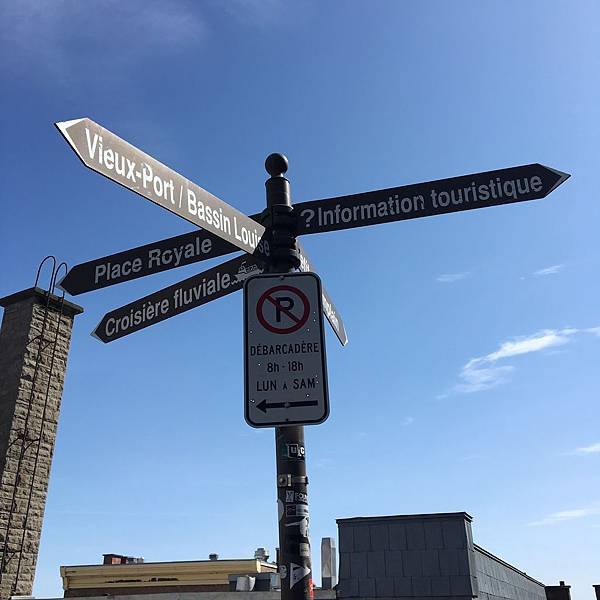 Vieux-Port / Bassin Louise
? Information touristique
Place Royale
Croisière fluviale
P
DÉBARCADÈRE
8h - 18h
LUN A SAM